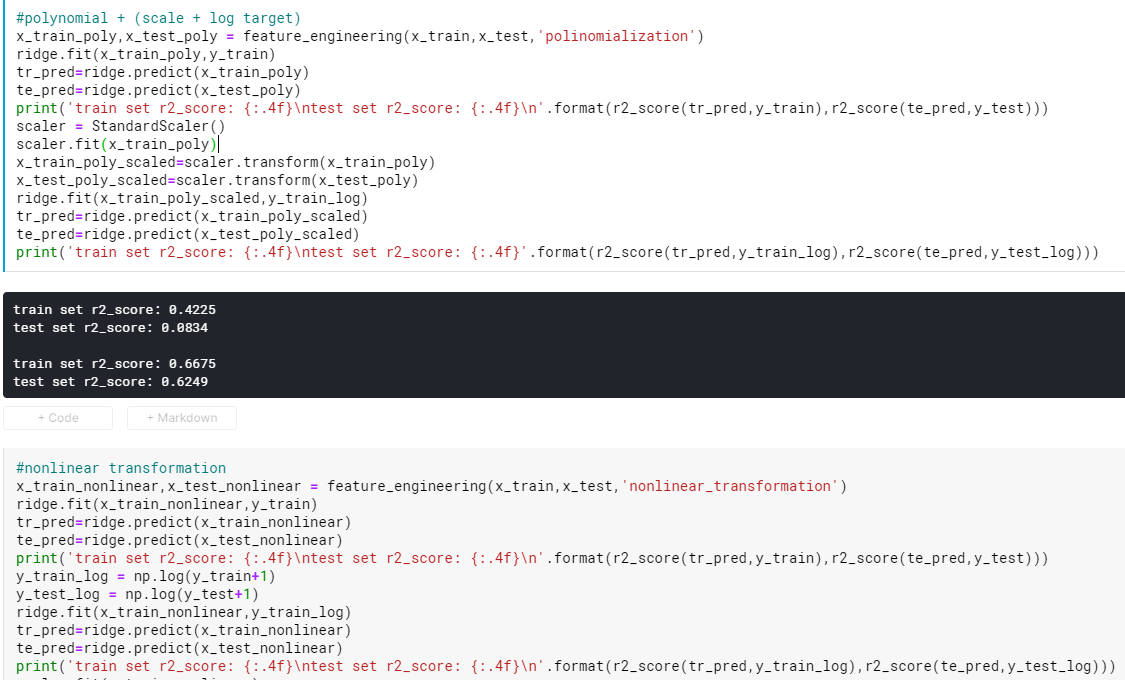 #polynomial + (scale + log target)
x_train_poly,x_test_poly = feature_engineering(x_train,x_test,'polinomialization')
ridge.fit(x_train_poly,y_train)
tr_pred=ridge.predict(x_train_poly)
te_pred=ridge.predict(x_test_poly)
print('train set r2_score: {:.4f}\ntest set r2_score: {:.4f}\n'.format(r2_score(tr_pred,y_train),r2_score(te_pred,y_test)))
scaler = StandardScaler()
scaler.fit(x_train_poly)
x_train_poly_scaled=scaler.transform(x_train_poly)
x_test_poly_scaled=scaler.transform(x_test_poly)
ridge.fit(x_train_poly_scaled,y_train_log)
tr_pred=ridge.predict(x_train_poly_scaled)
te_pred=ridge.predict(x_test_poly_scaled)
print('train set r2_score: {:.4f}\ntest set r2_score: {:.4f}'.format(r2_score(tr_pred,y_train_log),r2_score(te_pred,y_test_log)))
train set r2_score: 0.4225
test set r2_score: 0.0834
train set r2_score: 0.6675
test set r2_score: 0.6249
+ Code + Markdown
#nonlinear transformation
x_train_nonlinear,x_test_nonlinear = feature_engineering(x_train,x_test,'nonlinear_transformation')
ridge.fit(x_train_nonlinear,y_train)
tr_pred=ridge.predict(x_train_nonlinear)
te_pred=ridge.predict(x_test_nonlinear)
print('train set r2_score: {:.4f}\ntest set r2_score: {:.4f}\n'.format(r2_score(tr_pred,y_train),r2_score(te_pred,y_test)))
y_train_log = np.log(y_train+1)
y_test_log = np.log(y_test+1)
ridge.fit(x_train_nonlinear,y_train_log)
tr_pred=ridge.predict(x_train_nonlinear)
te_pred=ridge.predict(x_test_nonlinear)
print('train set r2_score: {:.4f}\ntest set r2_score: {:.4f}\n'.format(r2_score(tr_pred,y_train_log),r2_score(te_pred,y_test_log)))